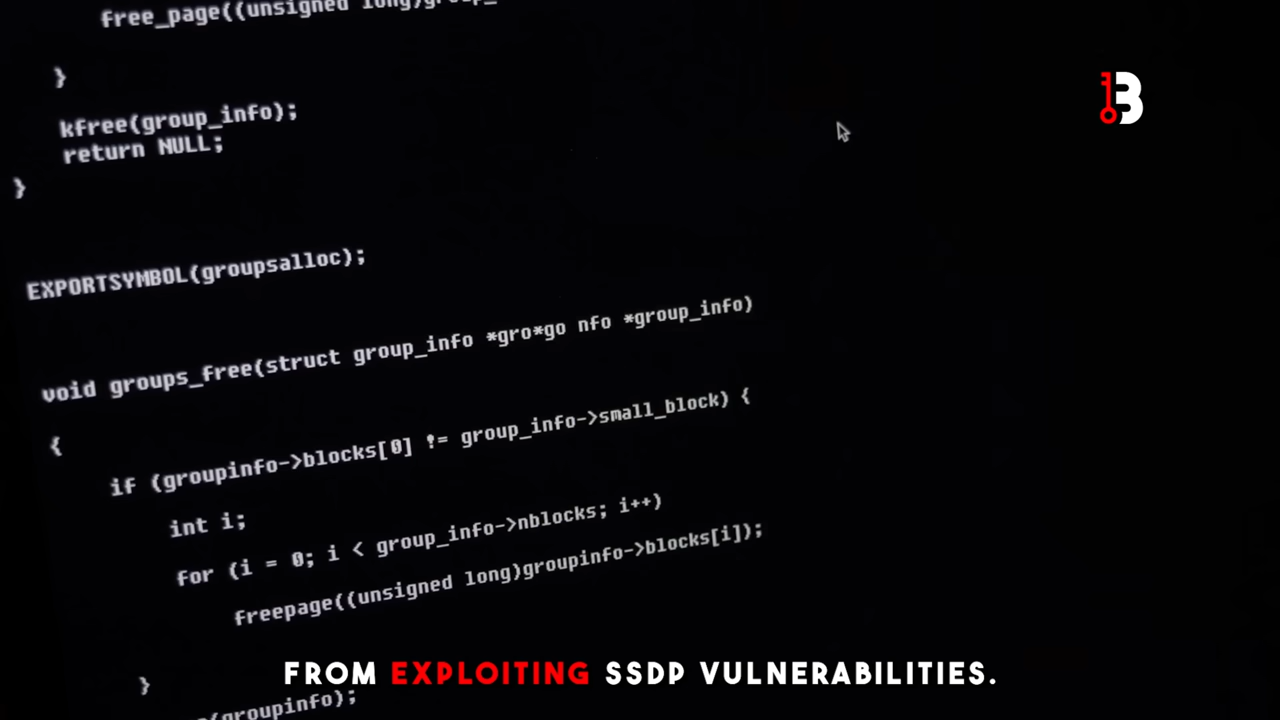 free_page((unsigned long)group_
}
kfree(group_info);
return NULL;
}
EXPORTSYMBOL(groupsalloc);
void groups_free(struct group_info *gro*go nfo *group_info)
{
if (groupinfo->blocks[0] != group_info->small_block) {
int i;
for (i = 0; i < group_info->nblocks; i++)
freepage((unsigned long)groupinfo->blocks[i]);
}
(groupinfo);
FROM EXPLOITING SSDP VULNERABILITIES.